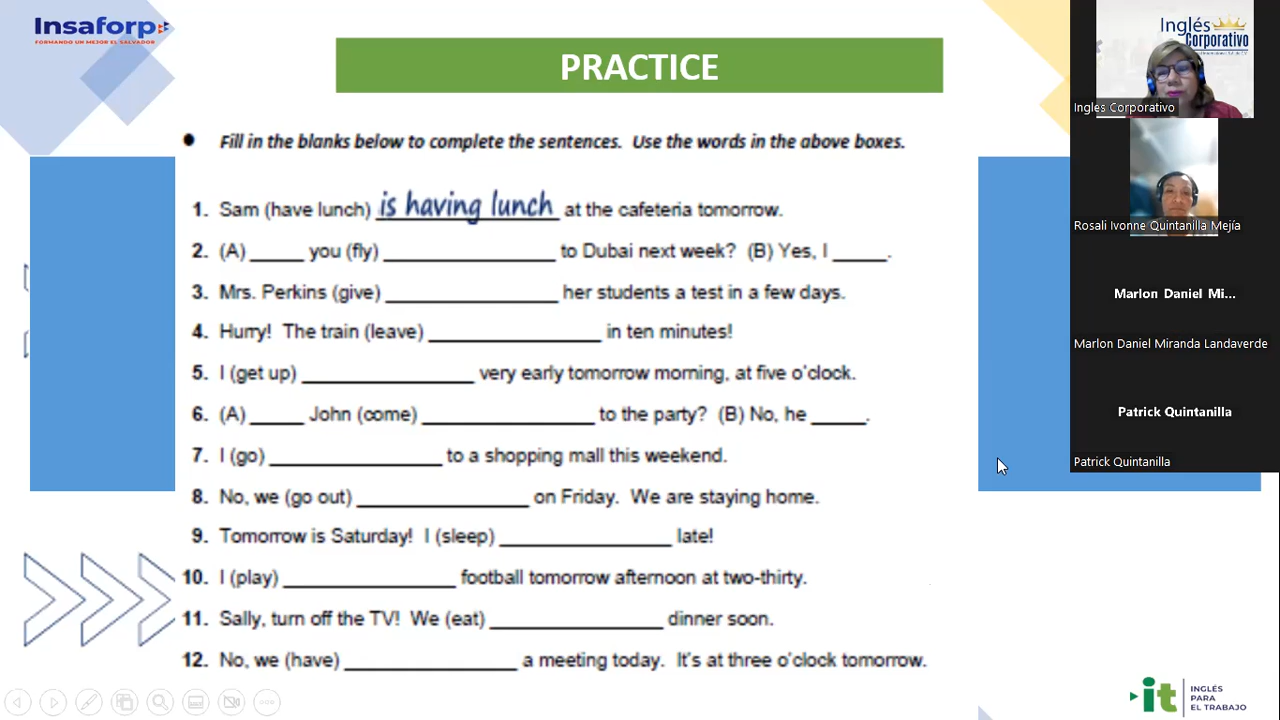 Insaforp
FORMANDO UN MEJOR EL SALVADOR
PRACTICE
Fill in the blanks below to complete the sentences. Use the words in the above boxes.
1. Sam (have lunch) is having lunch at the cafeteria tomorrow.
2. (A) _____ you (fly) ________________ to Dubai next week? (B) Yes, I _____.
3. Mrs. Perkins (give) ________________ her students a test in a few days.
4. Hurry! The train (leave) ________________ in ten minutes!
5. I (get up) ________________ very early tomorrow morning, at five o'clock.
6. (A) _____ John (come) ________________ to the party? (B) No, he _____.
7. I (go) ________________ to a shopping mall this weekend.
8. No, we (go out) ________________ on Friday. We are staying home.
9. Tomorrow is Saturday! I (sleep) ________________ late!
10. I (play) ________________ football tomorrow afternoon at two-thirty.
11. Sally, turn off the TV! We (eat) ________________ dinner soon.
12. No, we (have) ________________ a meeting today. It's at three o'clock tomorrow.
Inglés
Corporativo
Ingles Corporativo
Rosali Ivonne Quintanilla Mejía
Marlon Daniel Mi...
Marlon Daniel Miranda Landaverde
Patrick Quintanilla
Patrick Quintanilla
it
INGLÉS
PARA
EL TRABAJO